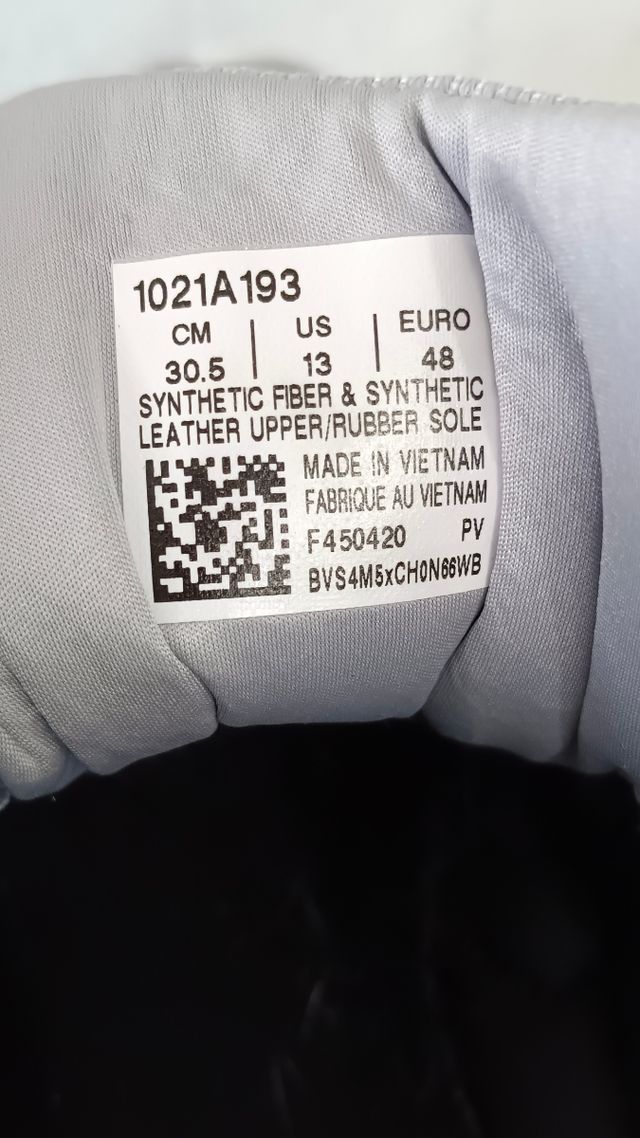 1021A193
CM | US | EURO
30.5 | 13 | 48
SYNTHETIC FIBER & SYNTHETIC
LEATHER UPPER/RUBBER SOLE
MADE IN VIETNAM
FABRIQUE AU VIETNAM
F450420 PV
BVS4M5xCH0N66WB